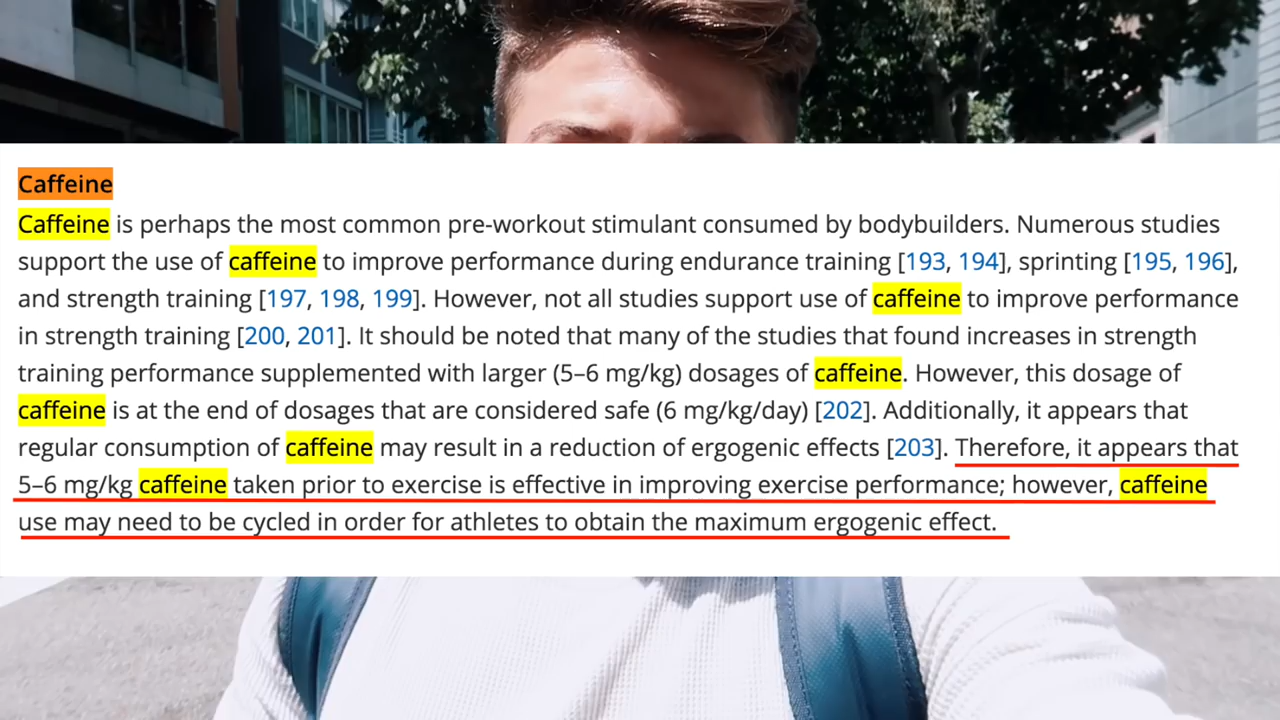 Caffeine
Caffeine is perhaps the most common pre-workout stimulant consumed by bodybuilders. Numerous studies
support the use of caffeine to improve performance during endurance training [193, 194], sprinting [195, 196],
and strength training [197, 198, 199]. However, not all studies support use of caffeine to improve performance
in strength training [200, 201]. It should be noted that many of the studies that found increases in strength
training performance supplemented with larger (5–6 mg/kg) dosages of caffeine. However, this dosage of
caffeine is at the end of dosages that are considered safe (6 mg/kg/day) [202]. Additionally, it appears that
regular consumption of caffeine may result in a reduction of ergogenic effects [203]. Therefore, it appears that
5–6 mg/kg caffeine taken prior to exercise is effective in improving exercise performance; however, caffeine
use may need to be cycled in order for athletes to obtain the maximum ergogenic effect.